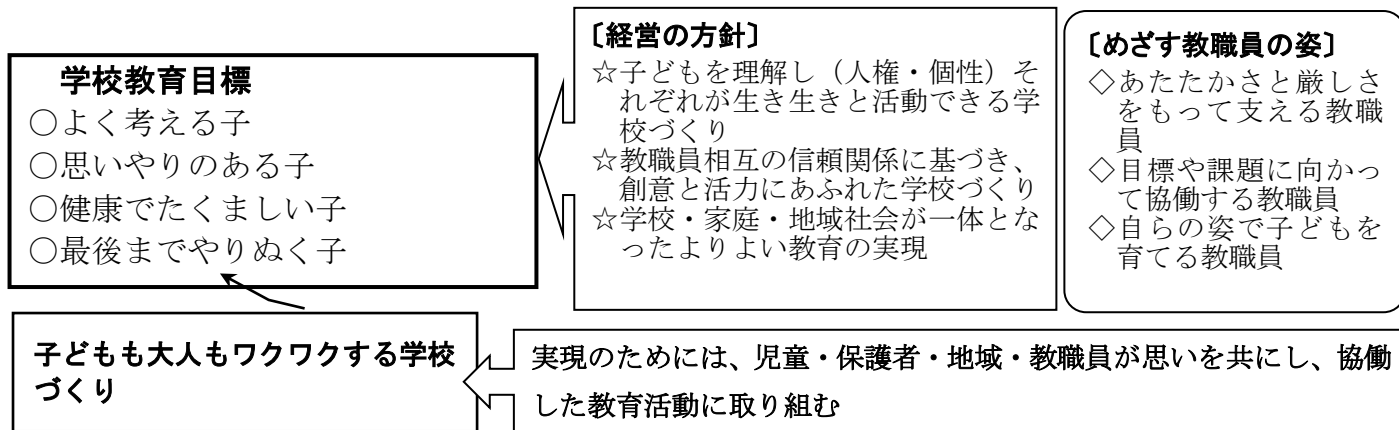 学校教育目標
○よく考える子
○思いやりのある子
○健康でたくましい子
○最後までやりぬく子
〔経営の方針〕
☆子どもを理解し（人権・個性）そ
れぞれが生き生きと活動できる学
校づくり
☆教職員相互の信頼関係に基づき、
創意と活力にあふれた学校づくり
☆学校・家庭・地域社会が一体とな
ったよりよい教育の実現
〔めざす教職員の姿〕
◇あたたかさと厳しさ
をもって支える教職
員
◇目標や課題に向かっ
て協働する教職員
◇自らの姿で子どもを
育てる教職員
子どもも大人もワクワクする学校
づくり
実現のためには、児童・保護者・地域・教職員が思いを共にし、協働
した教育活動に取り組む